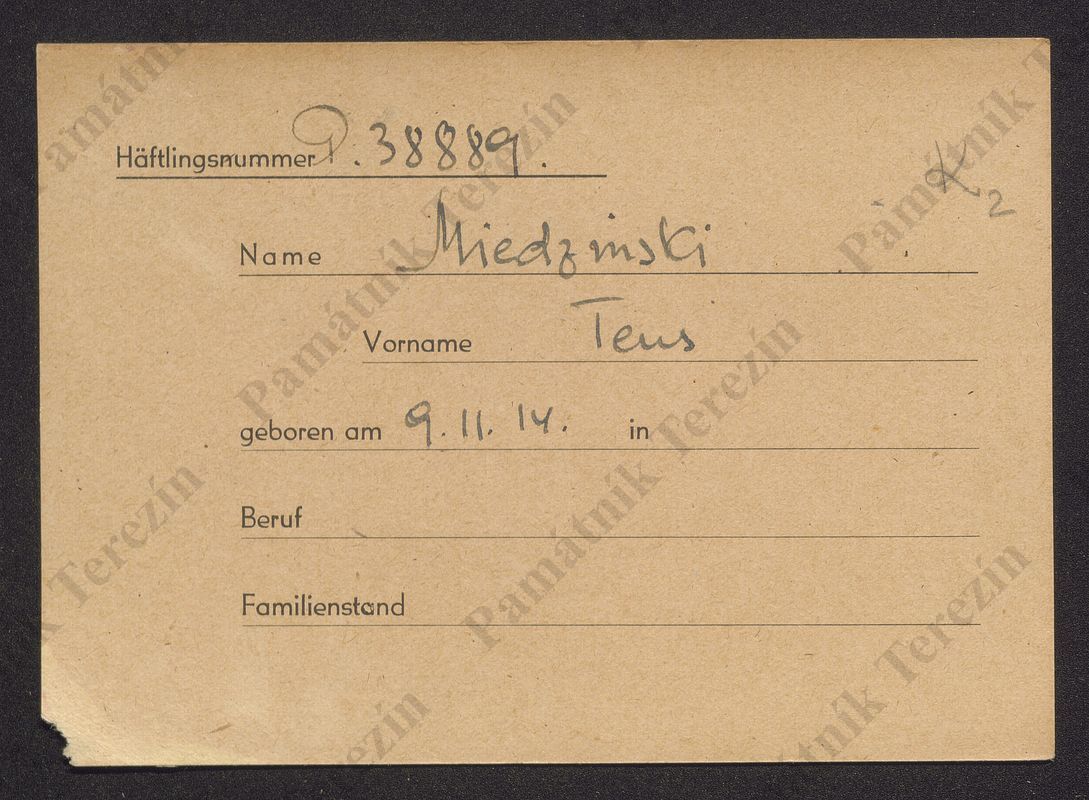 Häftlingsnummer P. 38889.
Name Miedzinski
Vorname Teus
geboren am 9. 11. 14. in
Beruf
Familienstand
2
Památník Terezín